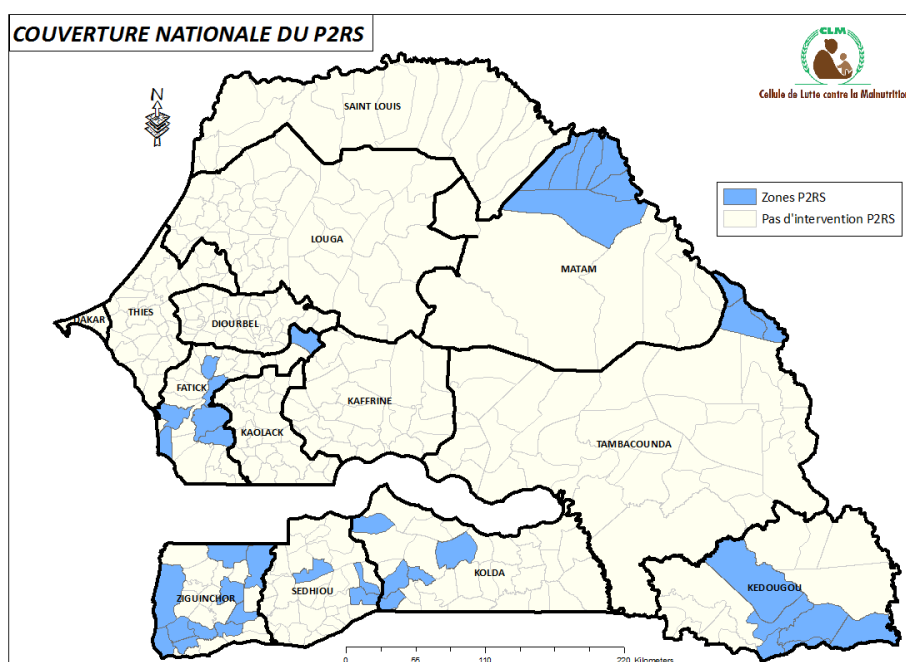 COUVERTURE NATIONALE DU P2RS
CLM
Cellule de Lutte contre la Malnutrition
N
SAINT LOUIS
Zones P2RS
Pas d'intervention P2RS
LOUGA
MATAM
DAKAR
THIES
DIOURBEL
FATICK
KAFFRINE
KAOLACK
TAMBACOUNDA
KOLDA
KEDOUGOU
SEDHIOU
ZIGUINCHOR
0 55 110 220 Kilometers